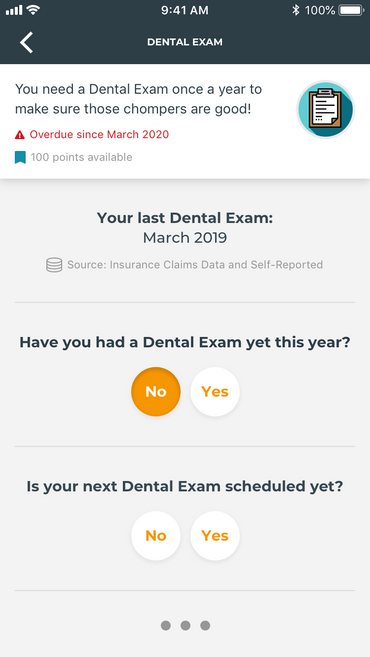 9:41 AM 100%
DENTAL EXAM
You need a Dental Exam once a year to
make sure those chompers are good!
Overdue since March 2020
100 points available
Your last Dental Exam:
March 2019
Source: Insurance Claims Data and Self-Reported
Have you had a Dental Exam yet this year?
No Yes
Is your next Dental Exam scheduled yet?
No Yes